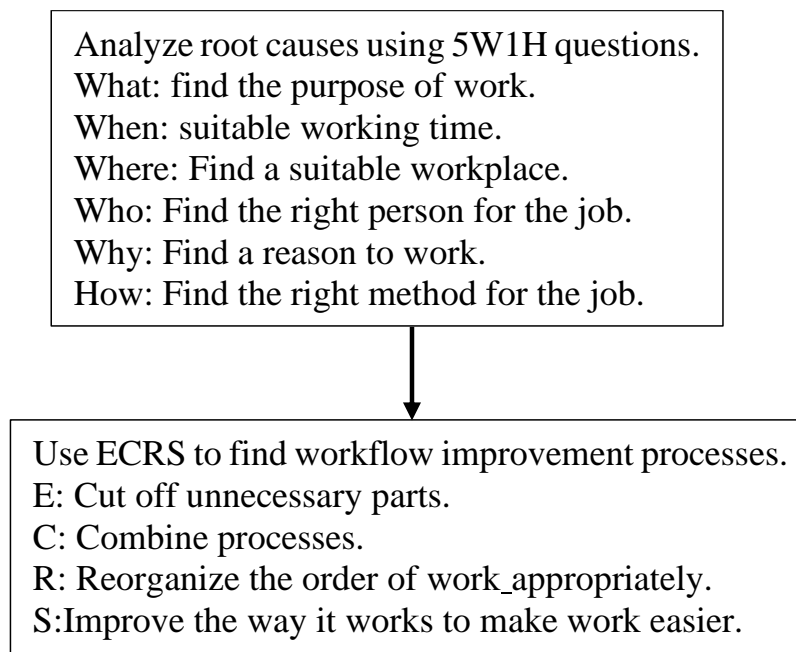 Analyze root causes using 5W1H questions.
What: find the purpose of work.
When: suitable working time.
Where: Find a suitable workplace.
Who: Find the right person for the job.
Why: Find a reason to work.
How: Find the right method for the job.
Use ECRS to find workflow improvement processes.
E: Cut off unnecessary parts.
C: Combine processes.
R: Reorganize the order of work_appropriately.
S:Improve the way it works to make work easier.